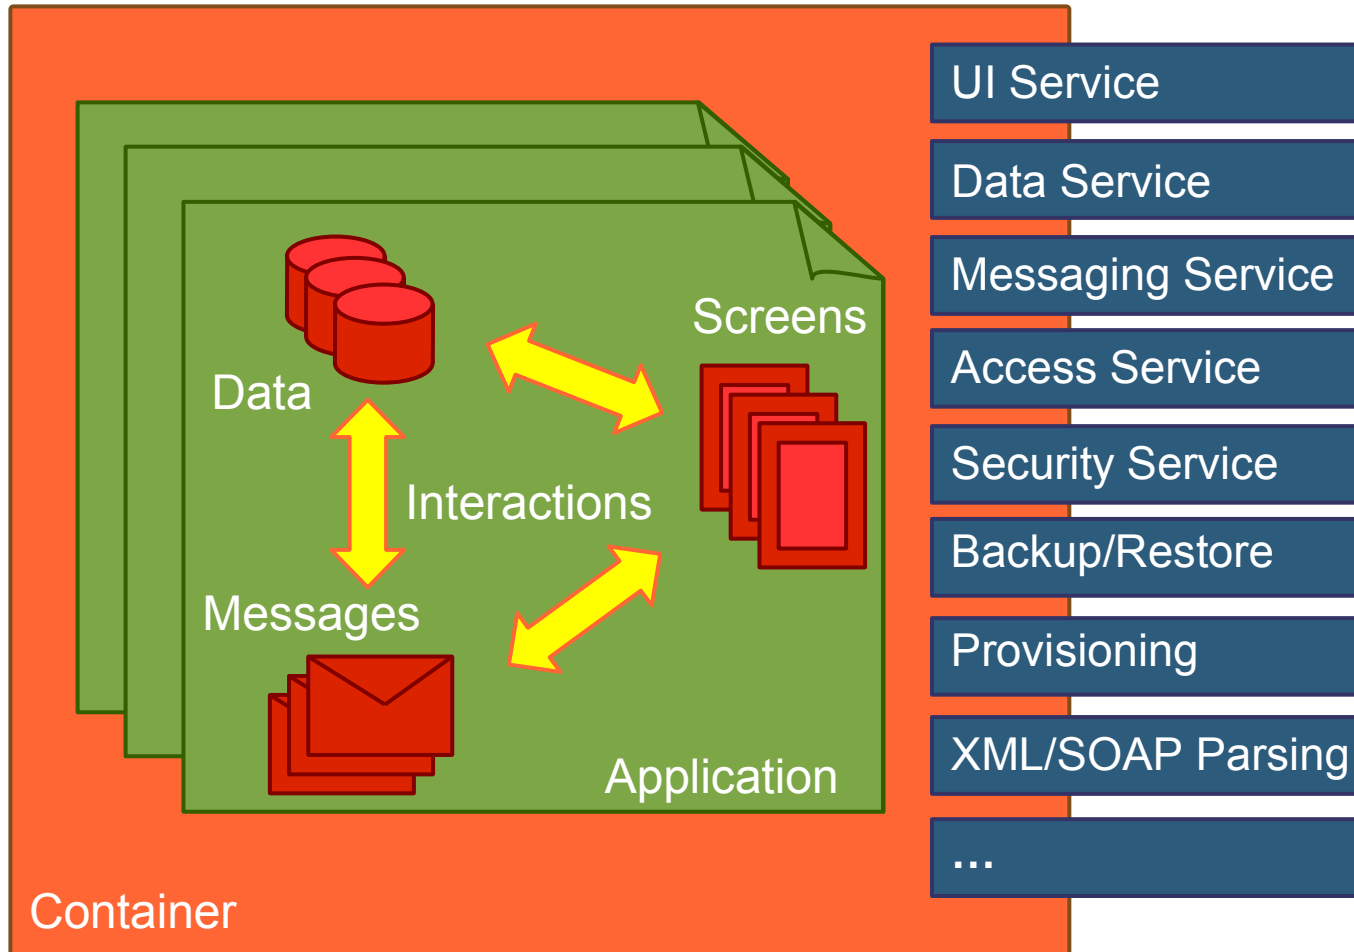 UI Service
Data Service
Messaging Service
Access Service
Security Service
Backup/Restore
Provisioning
XML/SOAP Parsing
...
Screens
Data
Interactions
Messages
Application
Container